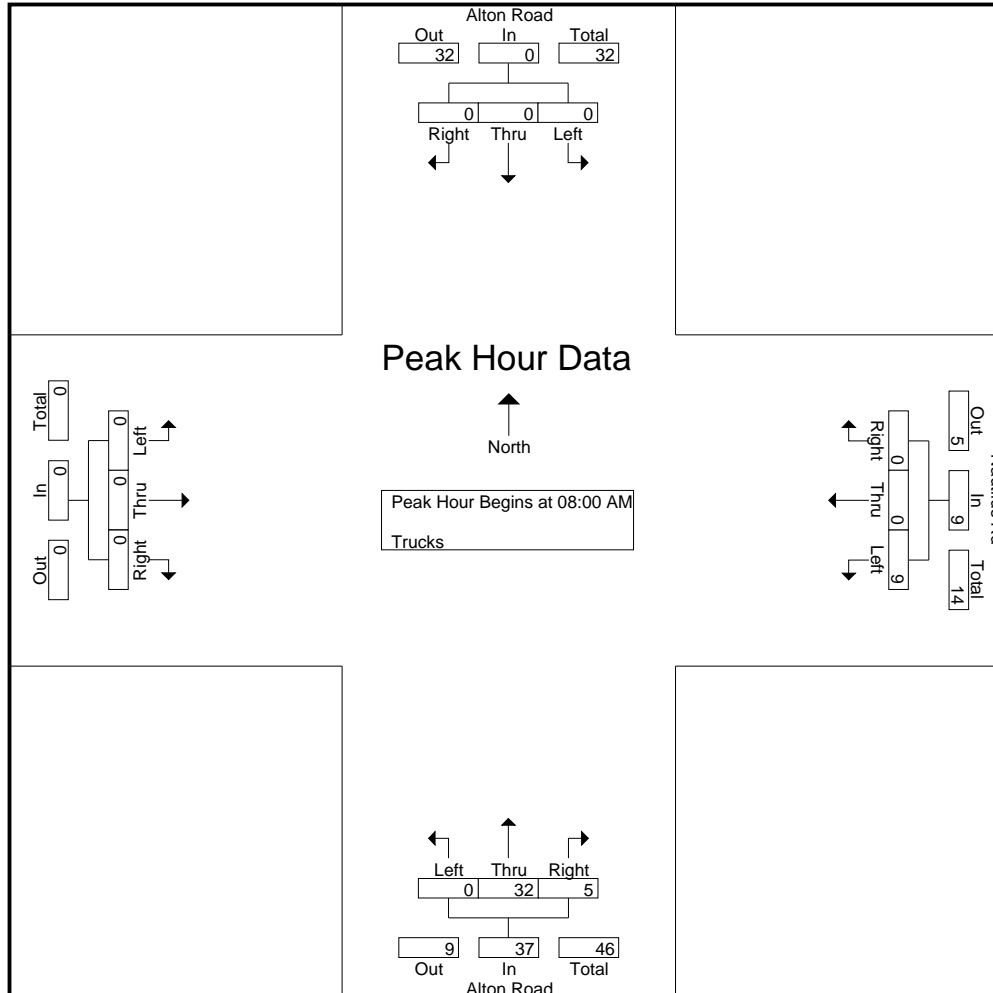 Alton Road
Out In Total
32 0 32
0 0 0
Right Thru Left
Peak Hour Data
North
Peak Hour Begins at 08:00 AM
Trucks
Total In Out
0 0 0
0 0 0
Left Thru Right
Out In Total
5 9 14
0 0 9
Right Thru Left
Left Thru Right
0 32 5
9 37 46
Out In Total
Alton Road